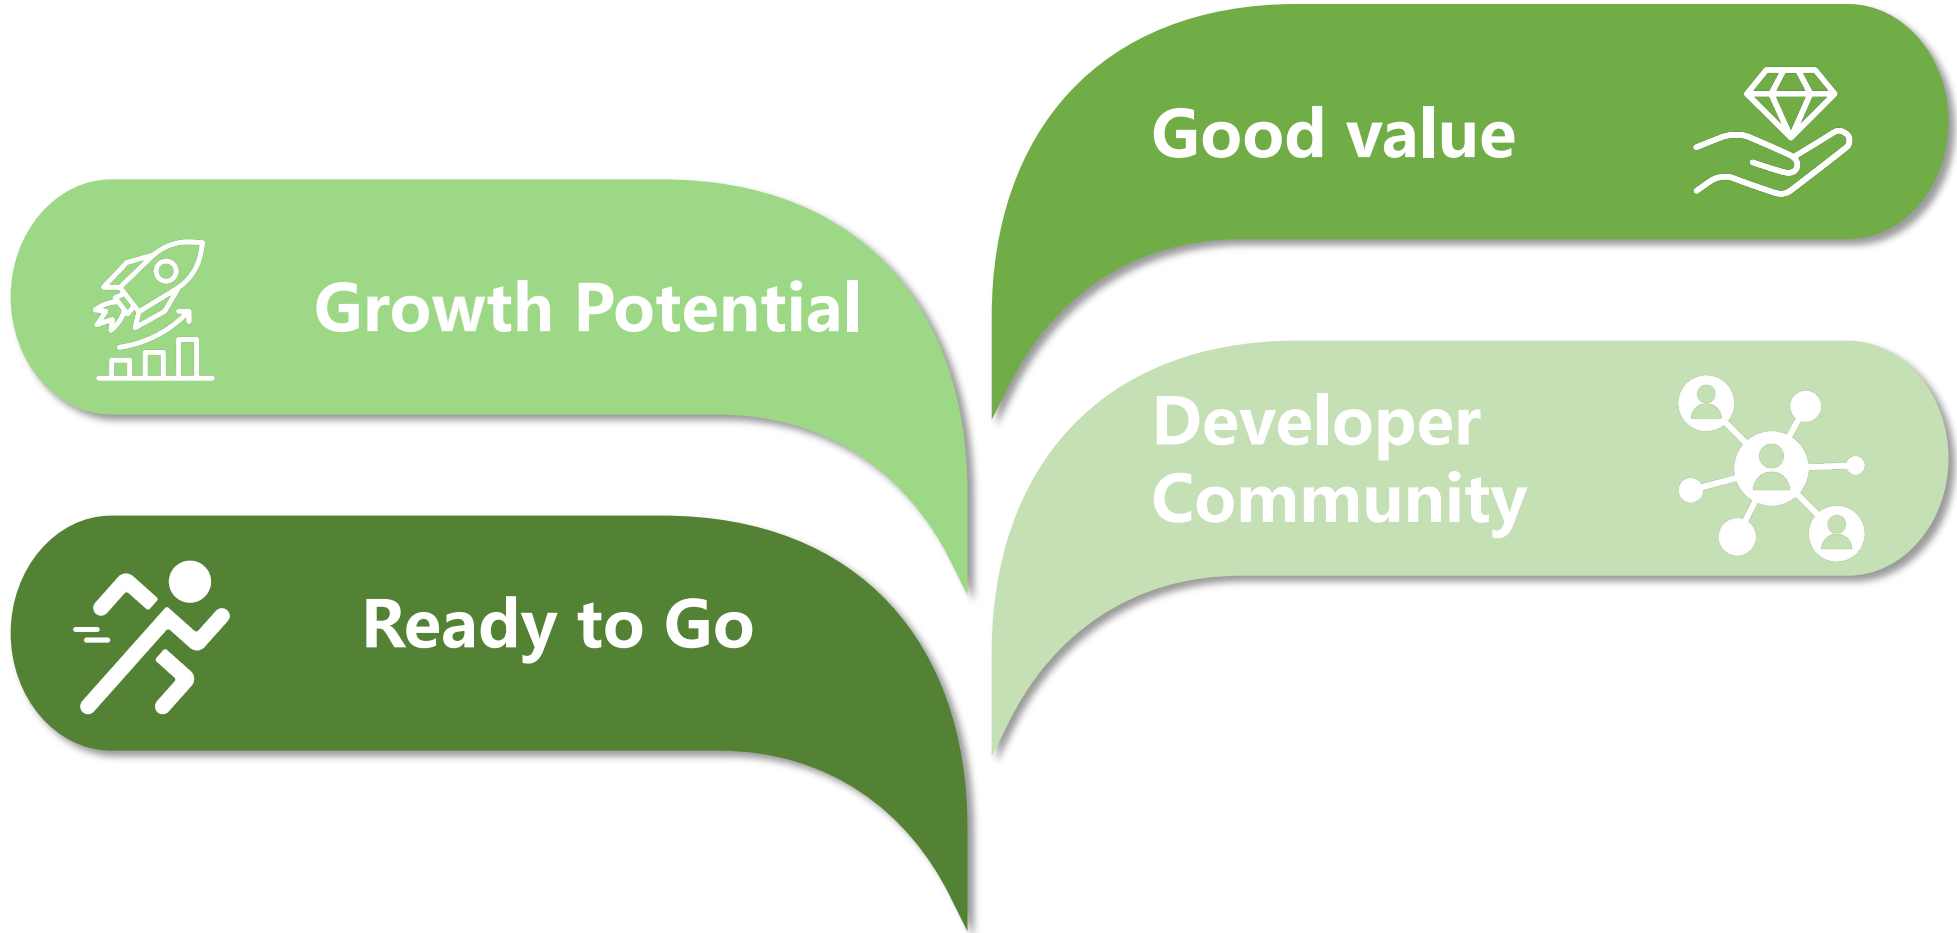 Good value
Growth Potential
Developer
Community
Ready to Go